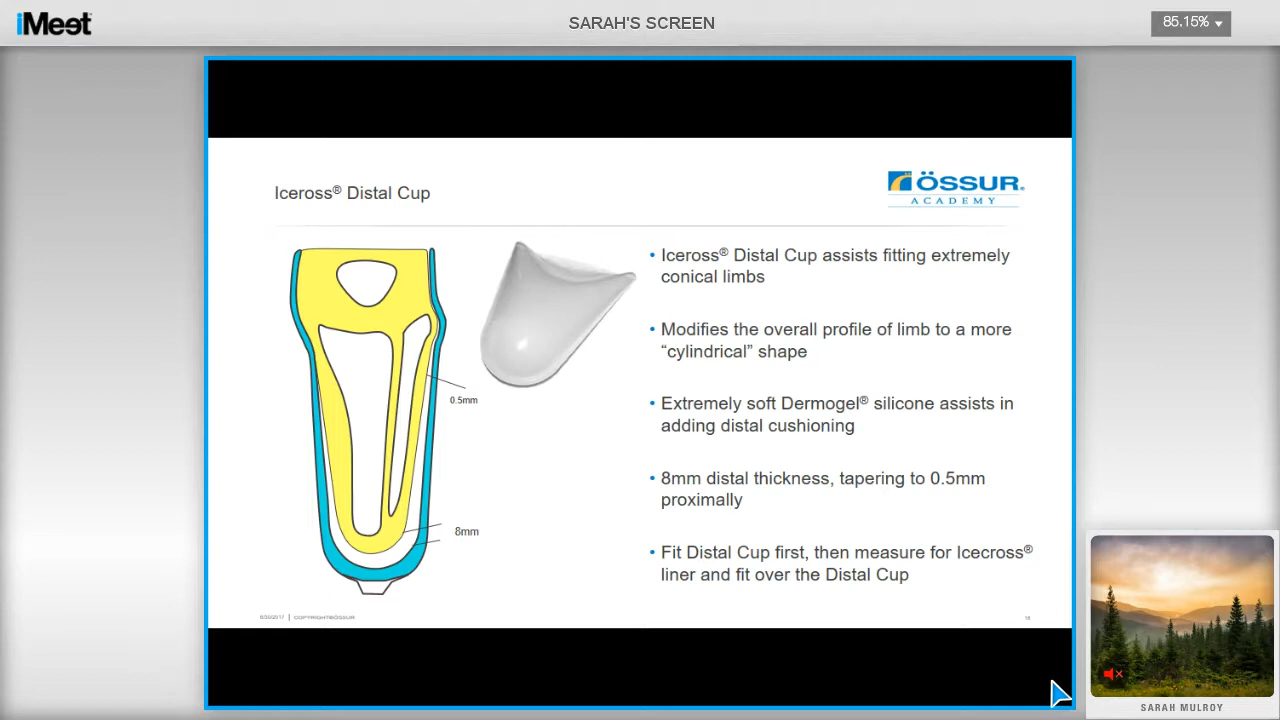 iMeet
SARAH'S SCREEN
85.15%
Iceross® Distal Cup
ÖSSUR®
ACADEMY
• Iceross® Distal Cup assists fitting extremely
conical limbs
• Modifies the overall profile of limb to a more
“cylindrical” shape
0.5mm
• Extremely soft Dermogel® silicone assists in
adding distal cushioning
• 8mm distal thickness, tapering to 0.5mm
proximally
8mm
• Fit Distal Cup first, then measure for Icecross®
liner and fit over the Distal Cup
COPYRIGHT©ÖSSUR
SARAH MULROY